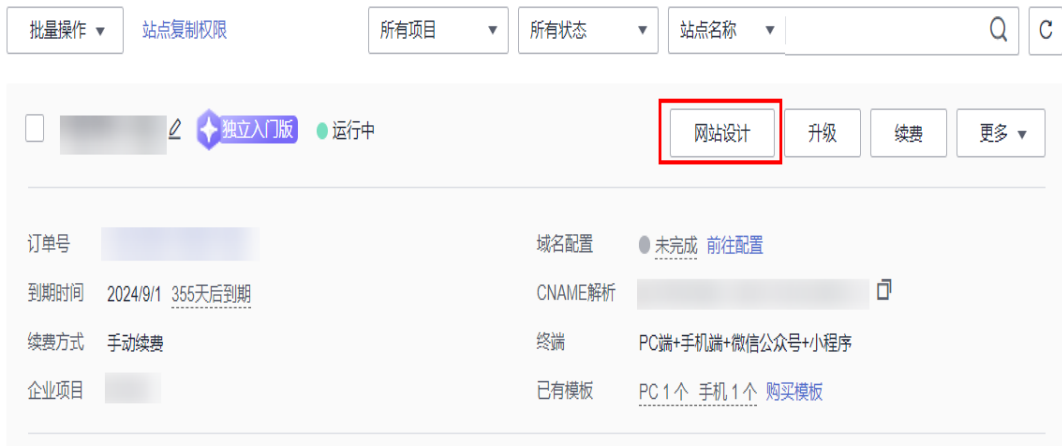 批量操作 站点复制权限 所有项目 所有状态 站点名称
独立入门版 运行中 网站设计 升级 续费 更多
订单号 域名配置 未完成 前往配置
到期时间 2024/9/1 355天后到期 CNAME解析
续费方式 手动续费 终端 PC端+手机端+微信公众号+小程序
企业项目 已有模板 PC 1 个 手机 1 个 购买模板